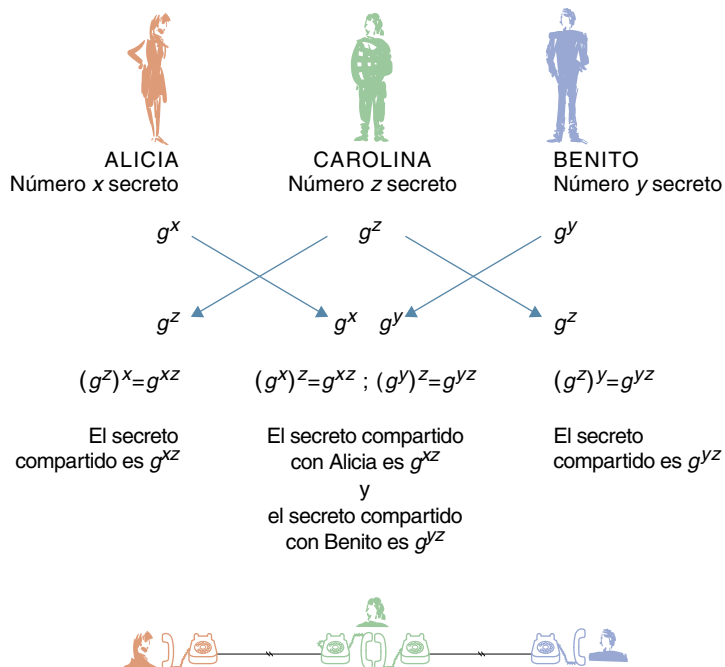 ALICIA
Número x secreto
CAROLINA
Número z secreto
BENITO
Número y secreto
g^x
g^z
g^y
g^z
g^x g^y
g^z
(g^z)^x=g^xz
(g^x)^z=g^xz ; (g^y)^z=g^yz
(g^z)^y=g^yz
El secreto
compartido es g^xz
El secreto compartido
con Alicia es g^xz
y
el secreto compartido
con Benito es g^yz
El secreto
compartido es g^yz